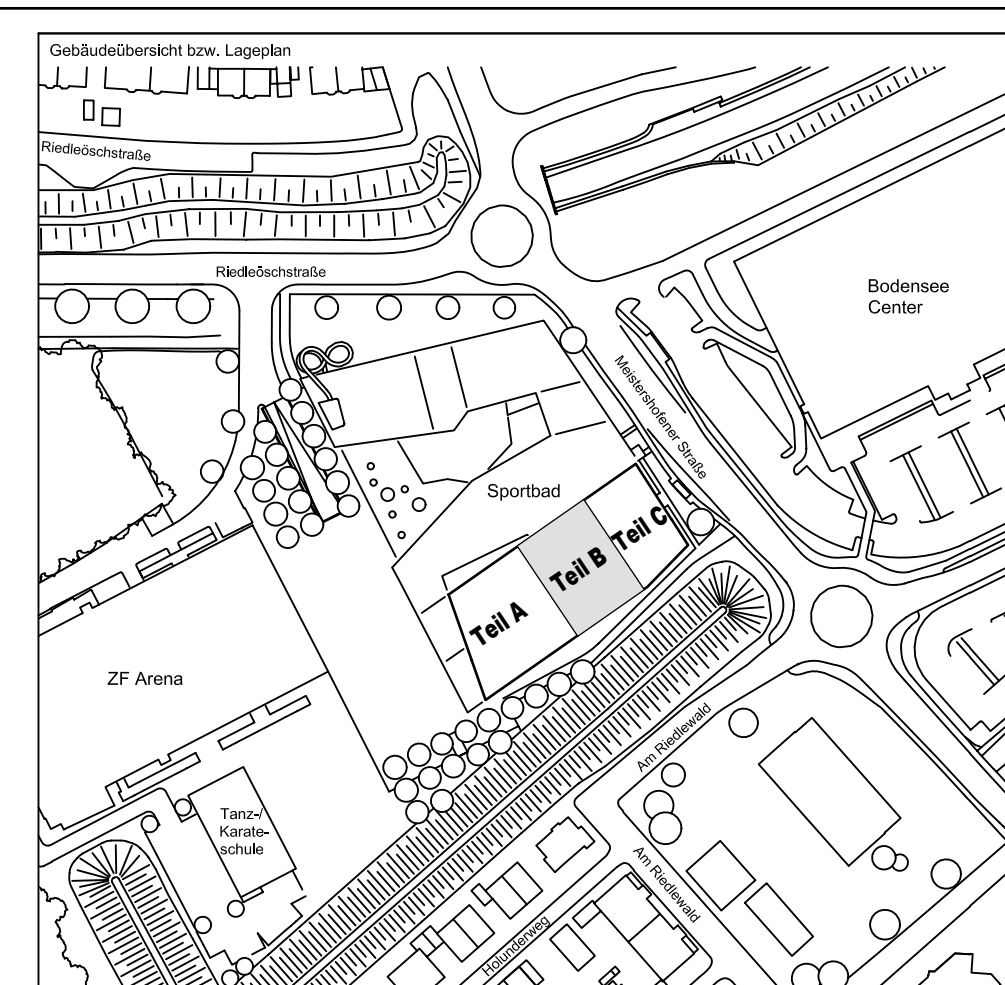 Gebäudeübersicht bzw. Lageplan
Riedleöschstraße
Riedleöschstraße
Bodensee
Center
Meistershofener Straße
Sportbad
Teil C
Teil B
Teil A
ZF Arena
Am Riedlewald
Tanz-/
Karate-
schule
Am Riedlewald
Holunderweg